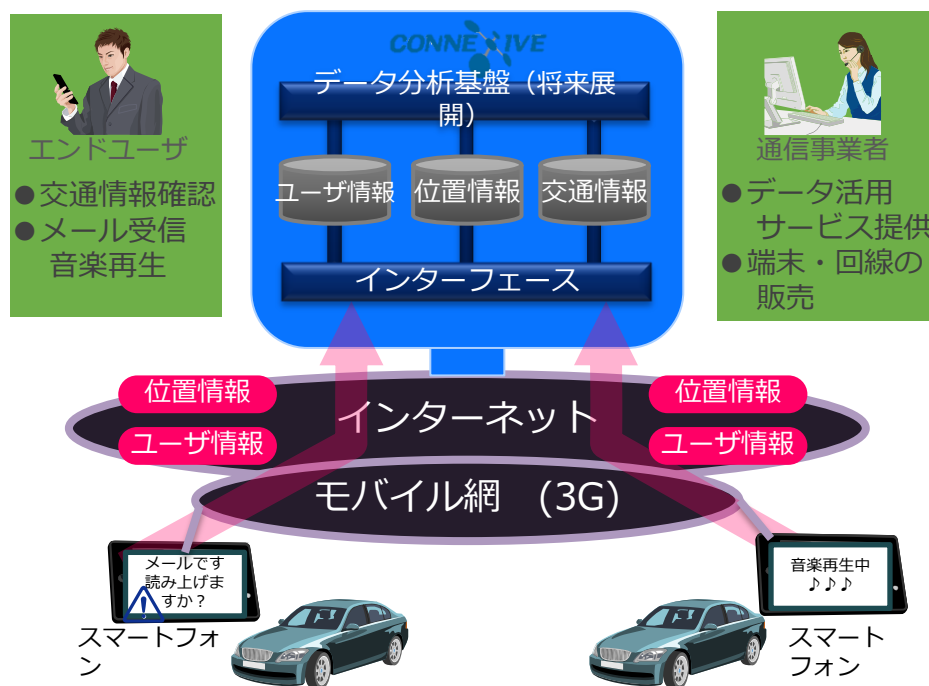 CONNEXIVE
データ分析基盤（将来展
開）
ユーザ情報
位置情報
交通情報
インターフェース
エンドユーザ
●交通情報確認
●メール受信
音楽再生
通信事業者
●データ活用
サービス提供
●端末・回線の
販売
位置情報
ユーザ情報
インターネット
位置情報
ユーザ情報
モバイル網　(3G)
メールです
読み上げま
すか？
スマートフォ
ン
音楽再生中
♪♪♪
スマート
フォン